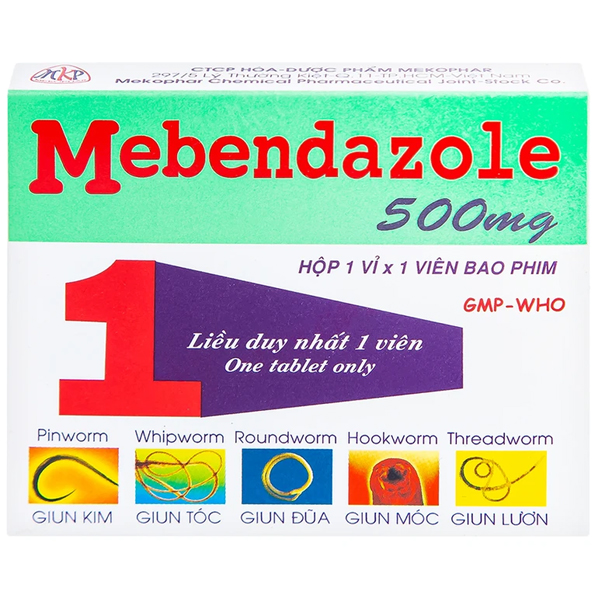 MKP
CTCP HÓA-DƯỢC PHẨM MEKOPHAR
297/5 Lý Thường Kiệt-Q.11-TP.HCM-Việt Nam
Mekophar Chemical Pharmaceutical Joint-Stock Co.
Mebendazole
500mg
HỘP 1 VỈ x 1 VIÊN BAO PHIM
GMP-WHO
1
Liều duy nhất 1 viên
One tablet only
Pinworm Whipworm Roundworm Hookworm Threadworm
GIUN KIM GIUN TÓC GIUN ĐŨA GIUN MÓC GIUN LƯƠN